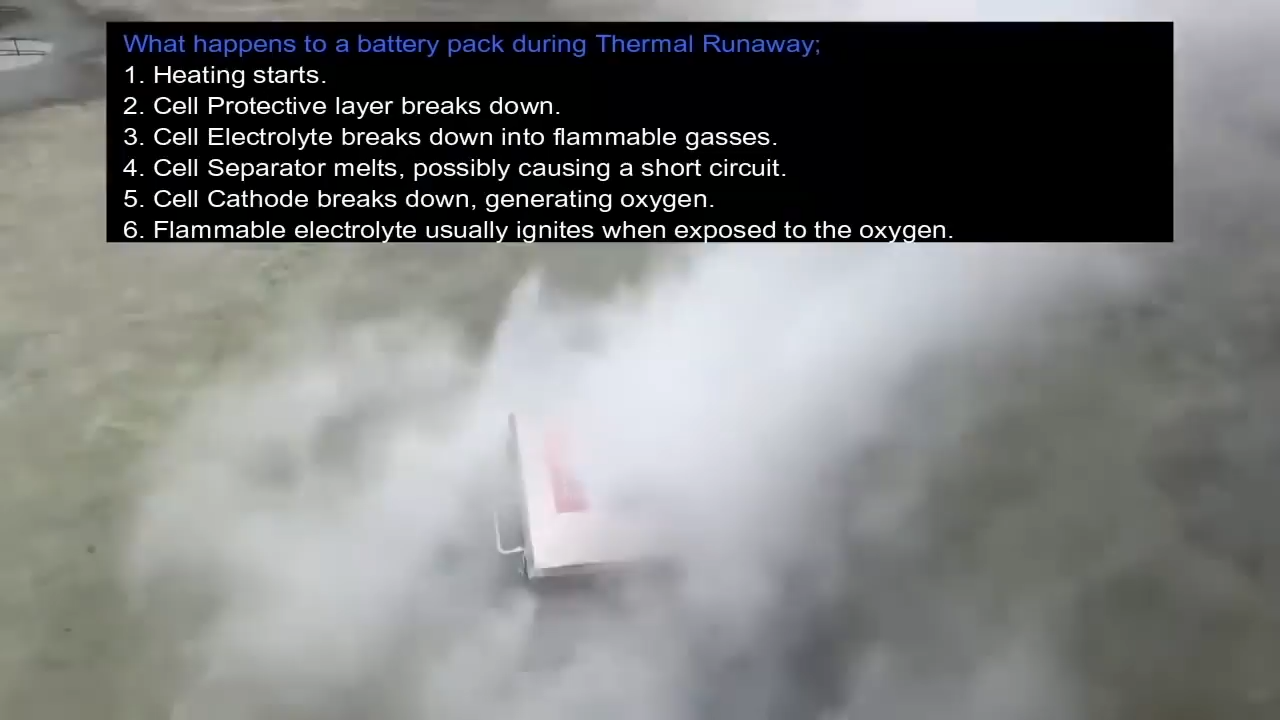 What happens to a battery pack during Thermal Runaway;
1. Heating starts.
2. Cell Protective layer breaks down.
3. Cell Electrolyte breaks down into flammable gasses.
4. Cell Separator melts, possibly causing a short circuit.
5. Cell Cathode breaks down, generating oxygen.
6. Flammable electrolyte usually ignites when exposed to the oxygen.